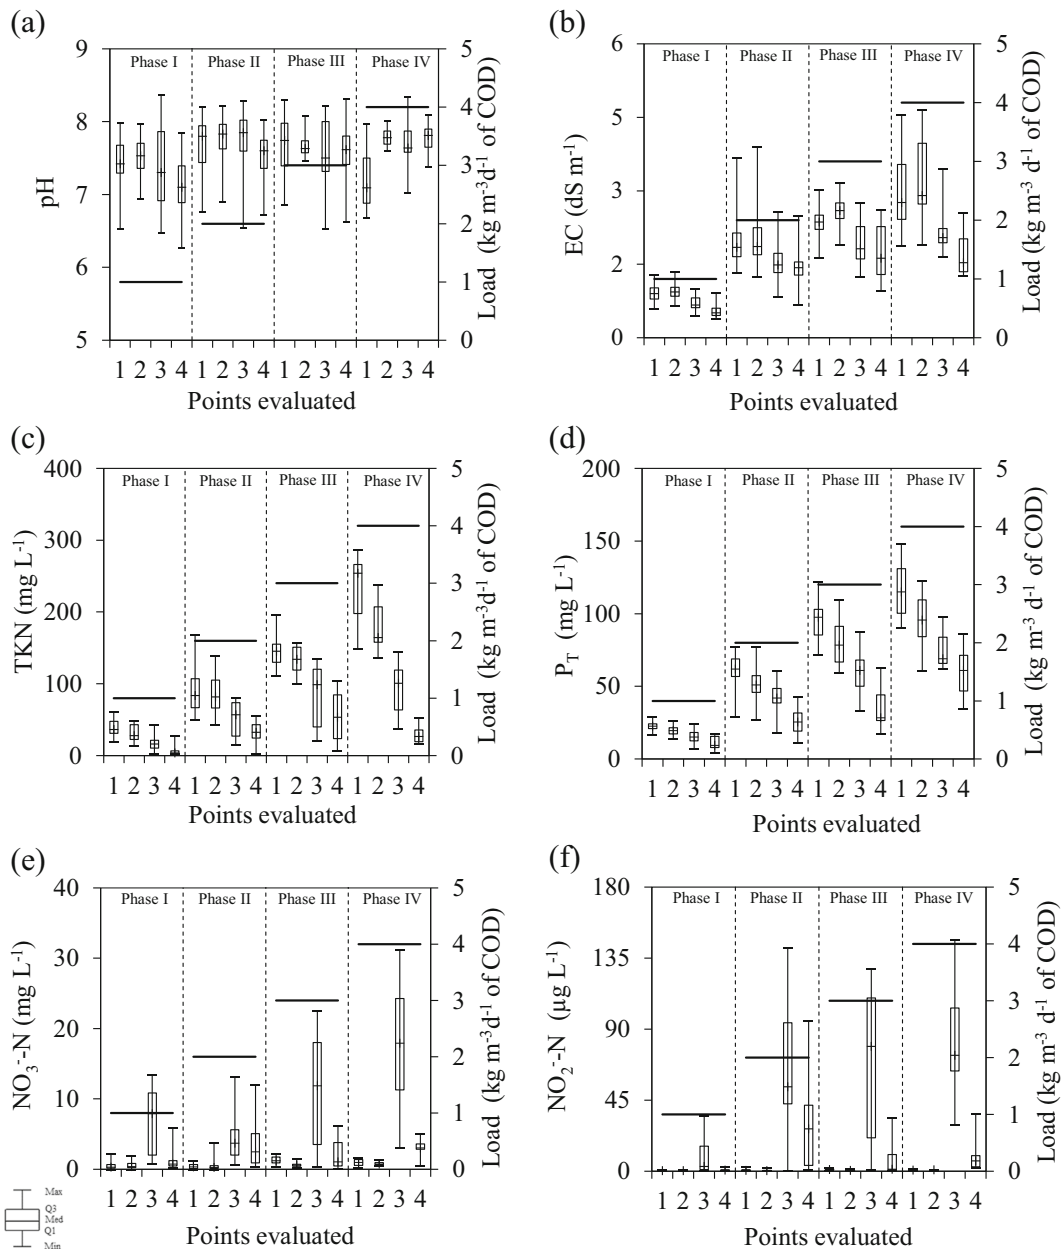 (a)
9
8
7
6
5
pH
Phase I Phase II Phase III Phase IV
5
4
3
2
1
0
Load (kg m⁻³d⁻¹ of COD)
1 2 3 4 1 2 3 4 1 2 3 4 1 2 3 4
Points evaluated
(b)
6
5
3
2
0
EC (dS m⁻¹)
Phase I Phase II Phase III Phase IV
5
4
3
2
1
0
Load (kg m⁻³d⁻¹ of COD)
1 2 3 4 1 2 3 4 1 2 3 4 1 2 3 4
Points evaluated
(c)
400
300
200
100
0
TKN (mg L⁻¹)
Phase I Phase II Phase III Phase IV
5
4
3
2
1
0
Load (kg m⁻³d⁻¹ of COD)
1 2 3 4 1 2 3 4 1 2 3 4 1 2 3 4
Points evaluated
(d)
200
150
100
50
0
P_T (mg L⁻¹)
Phase I Phase II Phase III Phase IV
5
4
3
2
1
0
Load (kg m⁻³ d⁻¹ of COD)
1 2 3 4 1 2 3 4 1 2 3 4 1 2 3 4
Points evaluated
(e)
40
30
20
10
0
NO₃⁻-N (mg L⁻¹)
Phase I Phase II Phase III Phase IV
5
4
3
2
1
0
Load (kg m⁻³d⁻¹ of COD)
1 2 3 4 1 2 3 4 1 2 3 4 1 2 3 4
Points evaluated
(f)
180
135
90
45
0
NO₂⁻-N (µg L⁻¹)
Phase I Phase II Phase III Phase IV
5
4
3
2
1
0
Load (kg m⁻³d⁻¹ of COD)
1 2 3 4 1 2 3 4 1 2 3 4 1 2 3 4
Points evaluated
Max
Q3
Med
Q1
Min